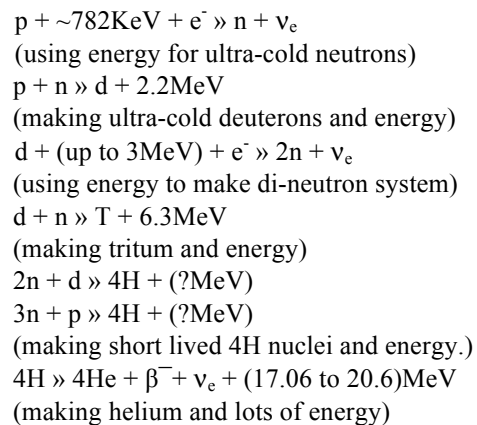 p + ~782KeV + e⁻ » n + νₑ
(using energy for ultra-cold neutrons)
p + n » d + 2.2MeV
(making ultra-cold deuterons and energy)
d + (up to 3MeV) + e⁻ » 2n + νₑ
(using energy to make di-neutron system)
d + n » T + 6.3MeV
(making tritum and energy)
2n + d » 4H + (?MeV)
3n + p » 4H + (?MeV)
(making short lived 4H nuclei and energy.)
4H » 4He + β⁻ + νₑ + (17.06 to 20.6)MeV
(making helium and lots of energy)